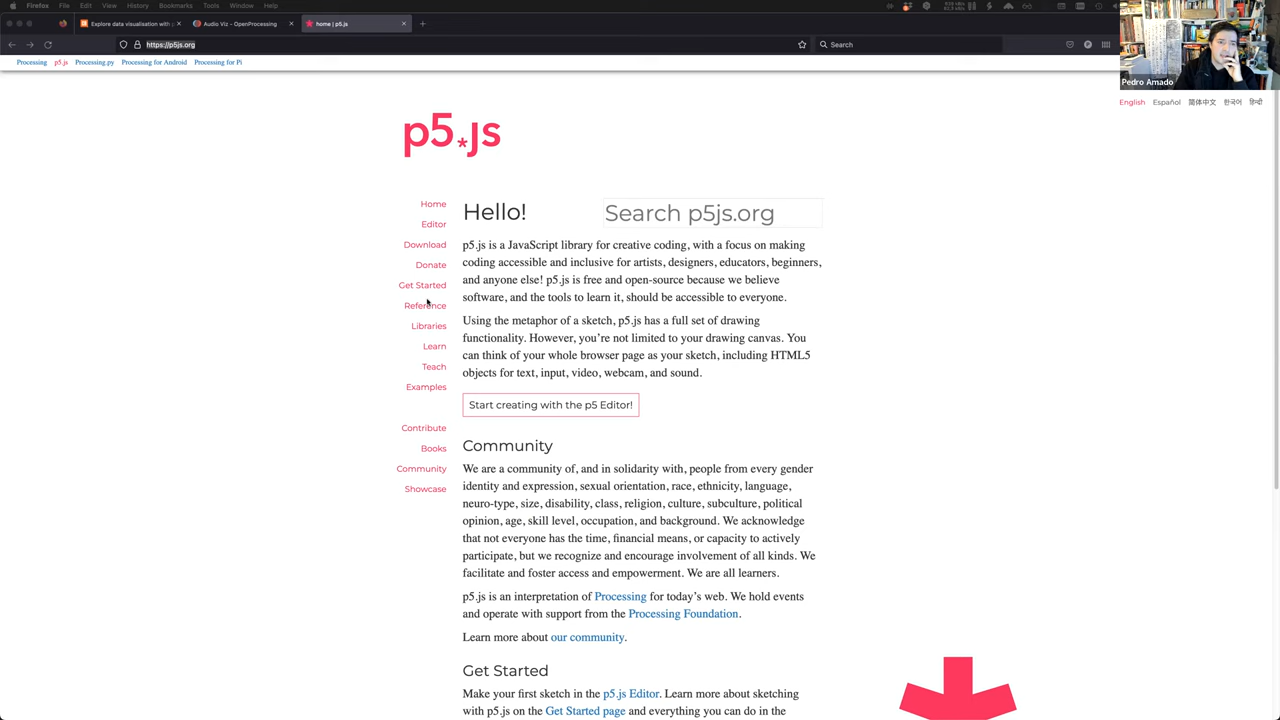 Firefox File Edit View History Bookmarks Tools Window Help
Explore data visualisation with p
Audio Viz - OpenProcessing
home | p5.js
https://p5js.org
Search
Processing p5.js Processing.py Processing for Android Processing for Pi
Pedro Amado
English Español 简体中文 한국어 हिन्दी
p5.js
Home
Editor
Download
Donate
Get Started
Reference
Libraries
Learn
Teach
Examples
Contribute
Books
Community
Showcase
Hello!
Search p5js.org
p5.js is a JavaScript library for creative coding, with a focus on making
coding accessible and inclusive for artists, designers, educators, beginners,
and anyone else! p5.js is free and open-source because we believe
software, and the tools to learn it, should be accessible to everyone.
Using the metaphor of a sketch, p5.js has a full set of drawing
functionality. However, you’re not limited to your drawing canvas. You
can think of your whole browser page as your sketch, including HTML5
objects for text, input, video, webcam, and sound.
Start creating with the p5 Editor!
Community
We are a community of, and in solidarity with, people from every gender
identity and expression, sexual orientation, race, ethnicity, language,
neuro-type, size, disability, class, religion, culture, subculture, political
opinion, age, skill level, occupation, and background. We acknowledge
that not everyone has the time, financial means, or capacity to actively
participate, but we recognize and encourage involvement of all kinds. We
facilitate and foster access and empowerment. We are all learners.
p5.js is an interpretation of Processing for today’s web. We hold events
and operate with support from the Processing Foundation.
Learn more about our community.
Get Started
Make your first sketch in the p5.js Editor. Learn more about sketching
with p5.js on the Get Started page and everything you can do in the